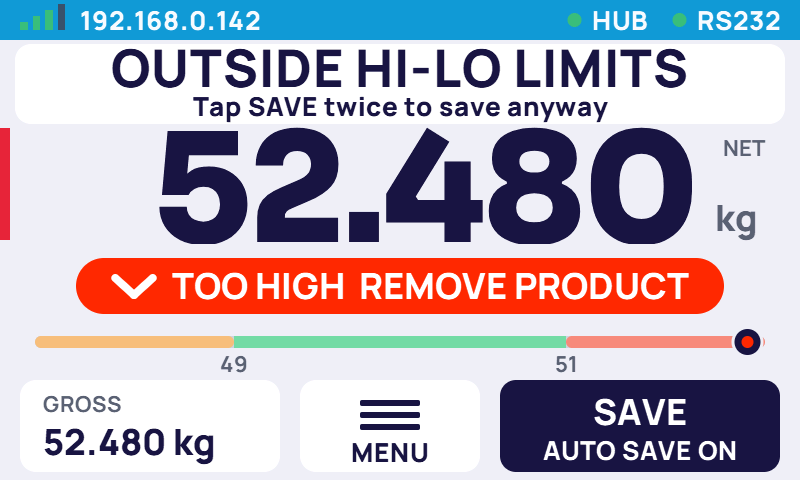 192.168.0.142 HUB RS232
OUTSIDE HI-LO LIMITS
Tap SAVE twice to save anyway
52.480 NET kg
TOO HIGH REMOVE PRODUCT
49 51
GROSS
52.480 kg
MENU
SAVE
AUTO SAVE ON